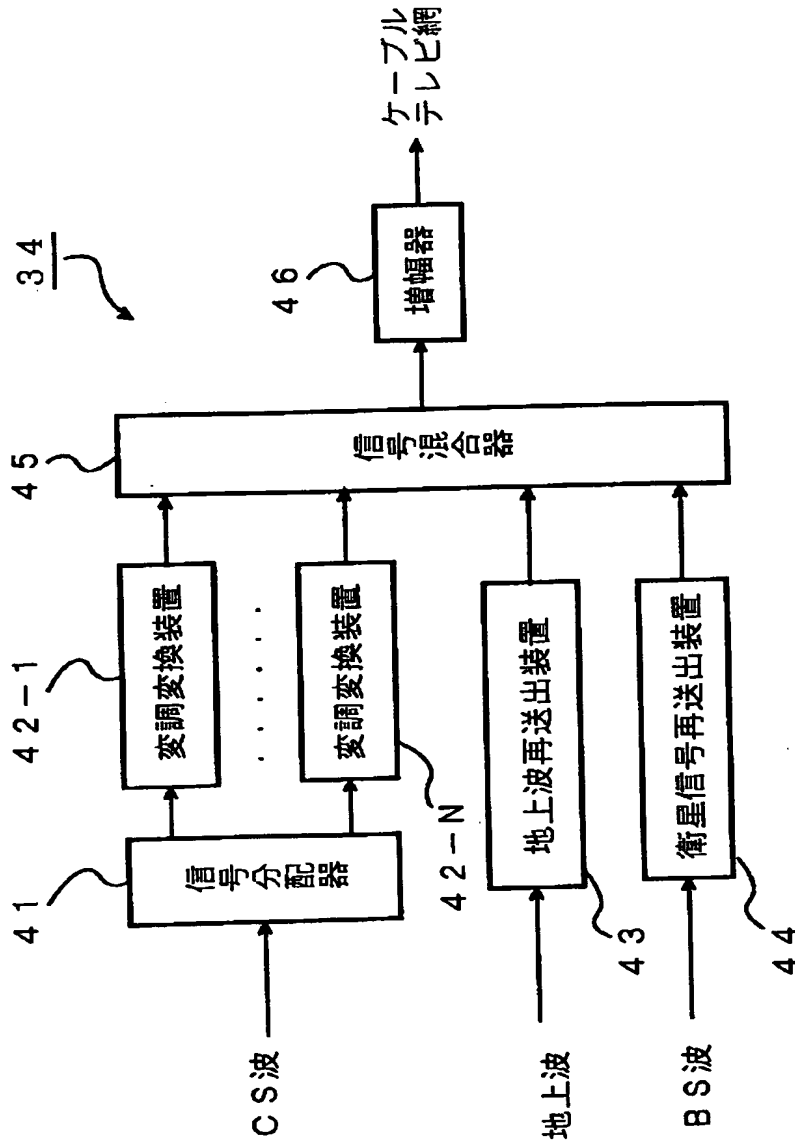 34
41
42-1
45
46
CS波
信号分配器
変調変換装置
・・・・・・
変調変換装置
42-N
信号混合器
増幅器
ケーブル
テレビ網
地上波
地上波再送出装置
43
BS波
衛星信号再送出装置
44